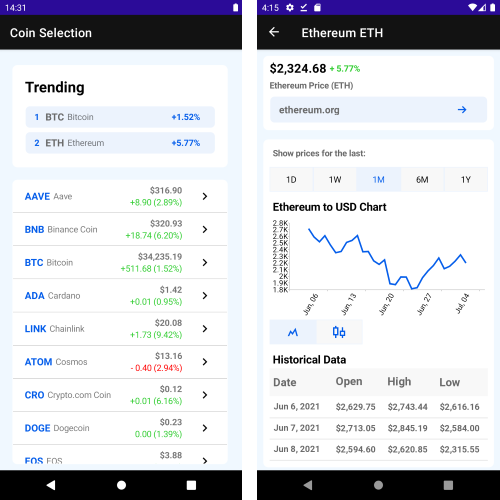 14:31
Coin Selection
Trending
1 BTC Bitcoin +1.52%
2 ETH Ethereum +5.77%
AAVE Aave $316.90
+8.90 (2.89%)
BNB Binance Coin $320.93
+18.74 (6.20%)
BTC Bitcoin $34,235.19
+511.68 (1.52%)
ADA Cardano $1.42
+0.01 (0.95%)
LINK Chainlink $20.08
+1.73 (9.42%)
ATOM Cosmos $13.16
- 0.40 (2.94%)
CRO Crypto.com Coin $0.12
+0.01 (6.16%)
DOGE Dogecoin $0.23
0.00 (1.39%)
EOS EOS $3.88
4:15
Ethereum ETH
$2,324.68 + 5.77%
Ethereum Price (ETH)
ethereum.org
Show prices for the last:
1D 1W 1M 6M 1Y
Ethereum to USD Chart
2.8K
2.7K
2.6K
2.5K
2.4K
2.3K
2.2K
2.1K
2K
1.9K
1.8K
Jun, 06 Jun, 13 Jun, 20 Jun, 27 Jul, 04
Historical Data
Date Open High Low
Jun 6, 2021 $2,629.75 $2,743.44 $2,616.16
Jun 7, 2021 $2,713.05 $2,845.19 $2,584.00
Jun 8, 2021 $2,594.60 $2,620.85 $2,315.55